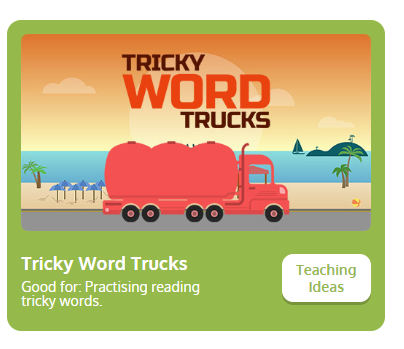 TRICKY
WORD
TRUCKS
Tricky Word Trucks
Good for: Practising reading
tricky words.
Teaching
Ideas